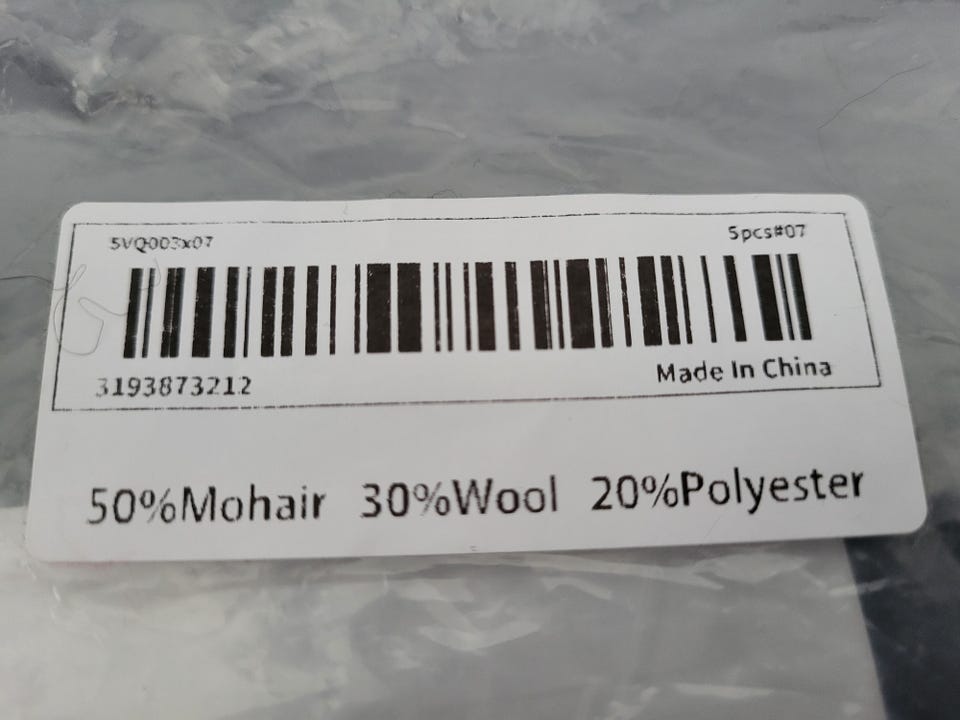 5VQ003x07 5pcs#07
3193873212 Made In China
50%Mohair 30%Wool 20%Polyester